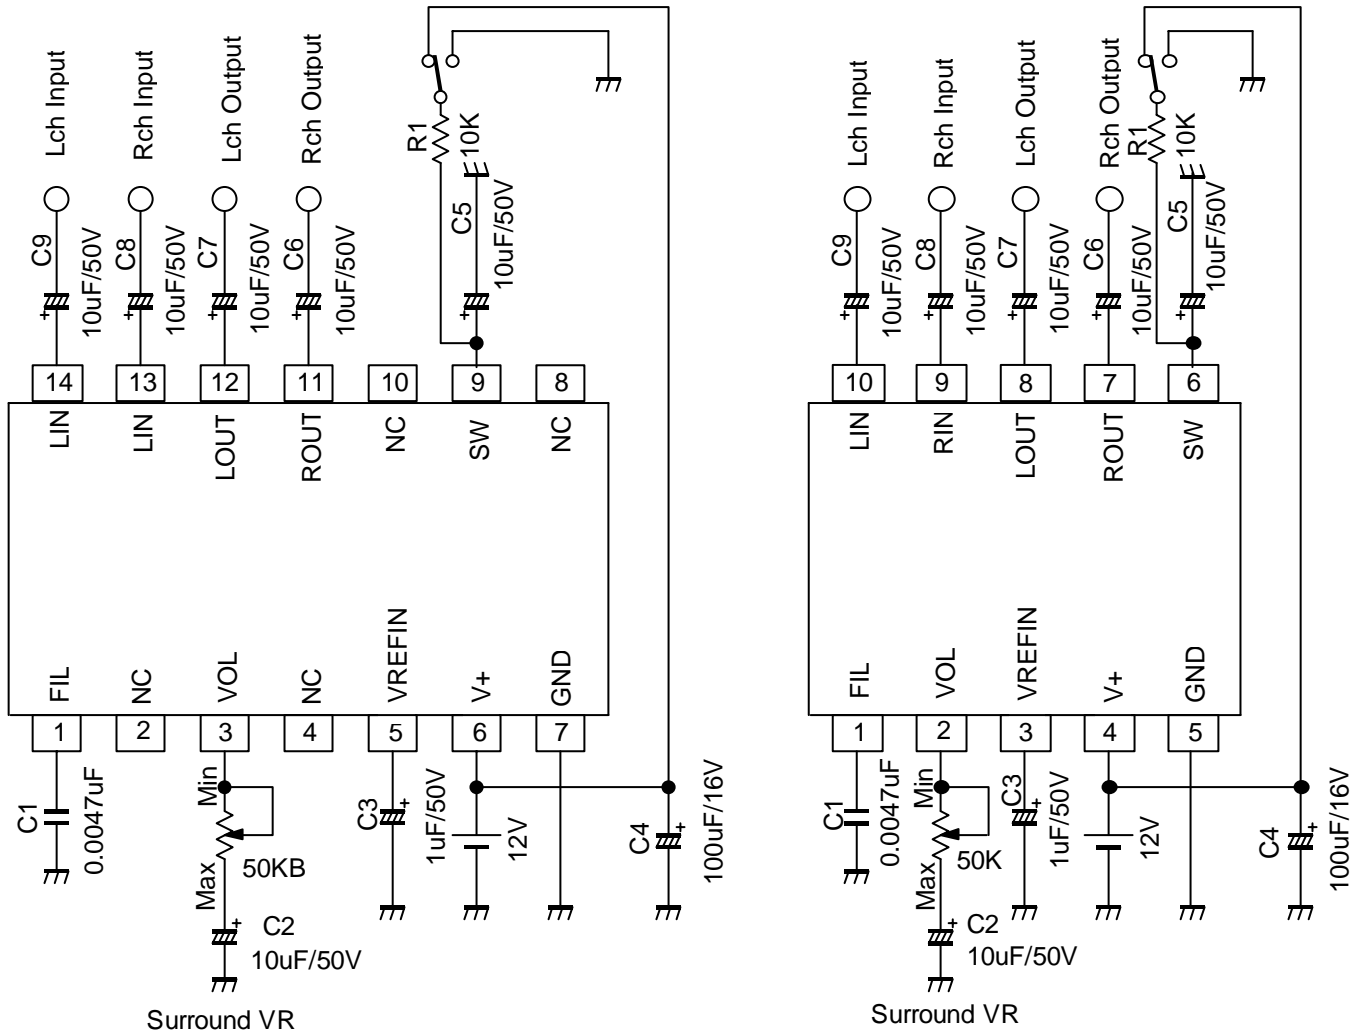 Lch Input
Rch Input
Lch Output
Rch Output
R1
10K
C9
10uF/50V
C8
10uF/50V
C7
10uF/50V
C6
10uF/50V
C5
10uF/50V
14
13
12
11
10
9
8
LIN
LIN
LOUT
ROUT
NC
SW
NC
FIL
NC
VOL
NC
VREFIN
V+
GND
1
2
3
4
5
6
7
C1
0.0047uF
Min
Max
50KB
+
C2
10uF/50V
C3
+
1uF/50V
12V
C4
+
100uF/16V
Surround VR
+
+
+
+
+
Lch Input
Rch Input
Lch Output
Rch Output
R1
10K
C9
10uF/50V
C8
10uF/50V
C7
10uF/50V
C6
10uF/50V
C5
10uF/50V
+
+
+
+
+
10
9
8
7
6
LIN
RIN
LOUT
ROUT
SW
FIL
VOL
VREFIN
V+
GND
1
2
3
4
5
C1
0.0047uF
Min
Max
50K
+
C2
10uF/50V
C3
+
1uF/50V
12V
C4
+
100uF/16V
Surround VR